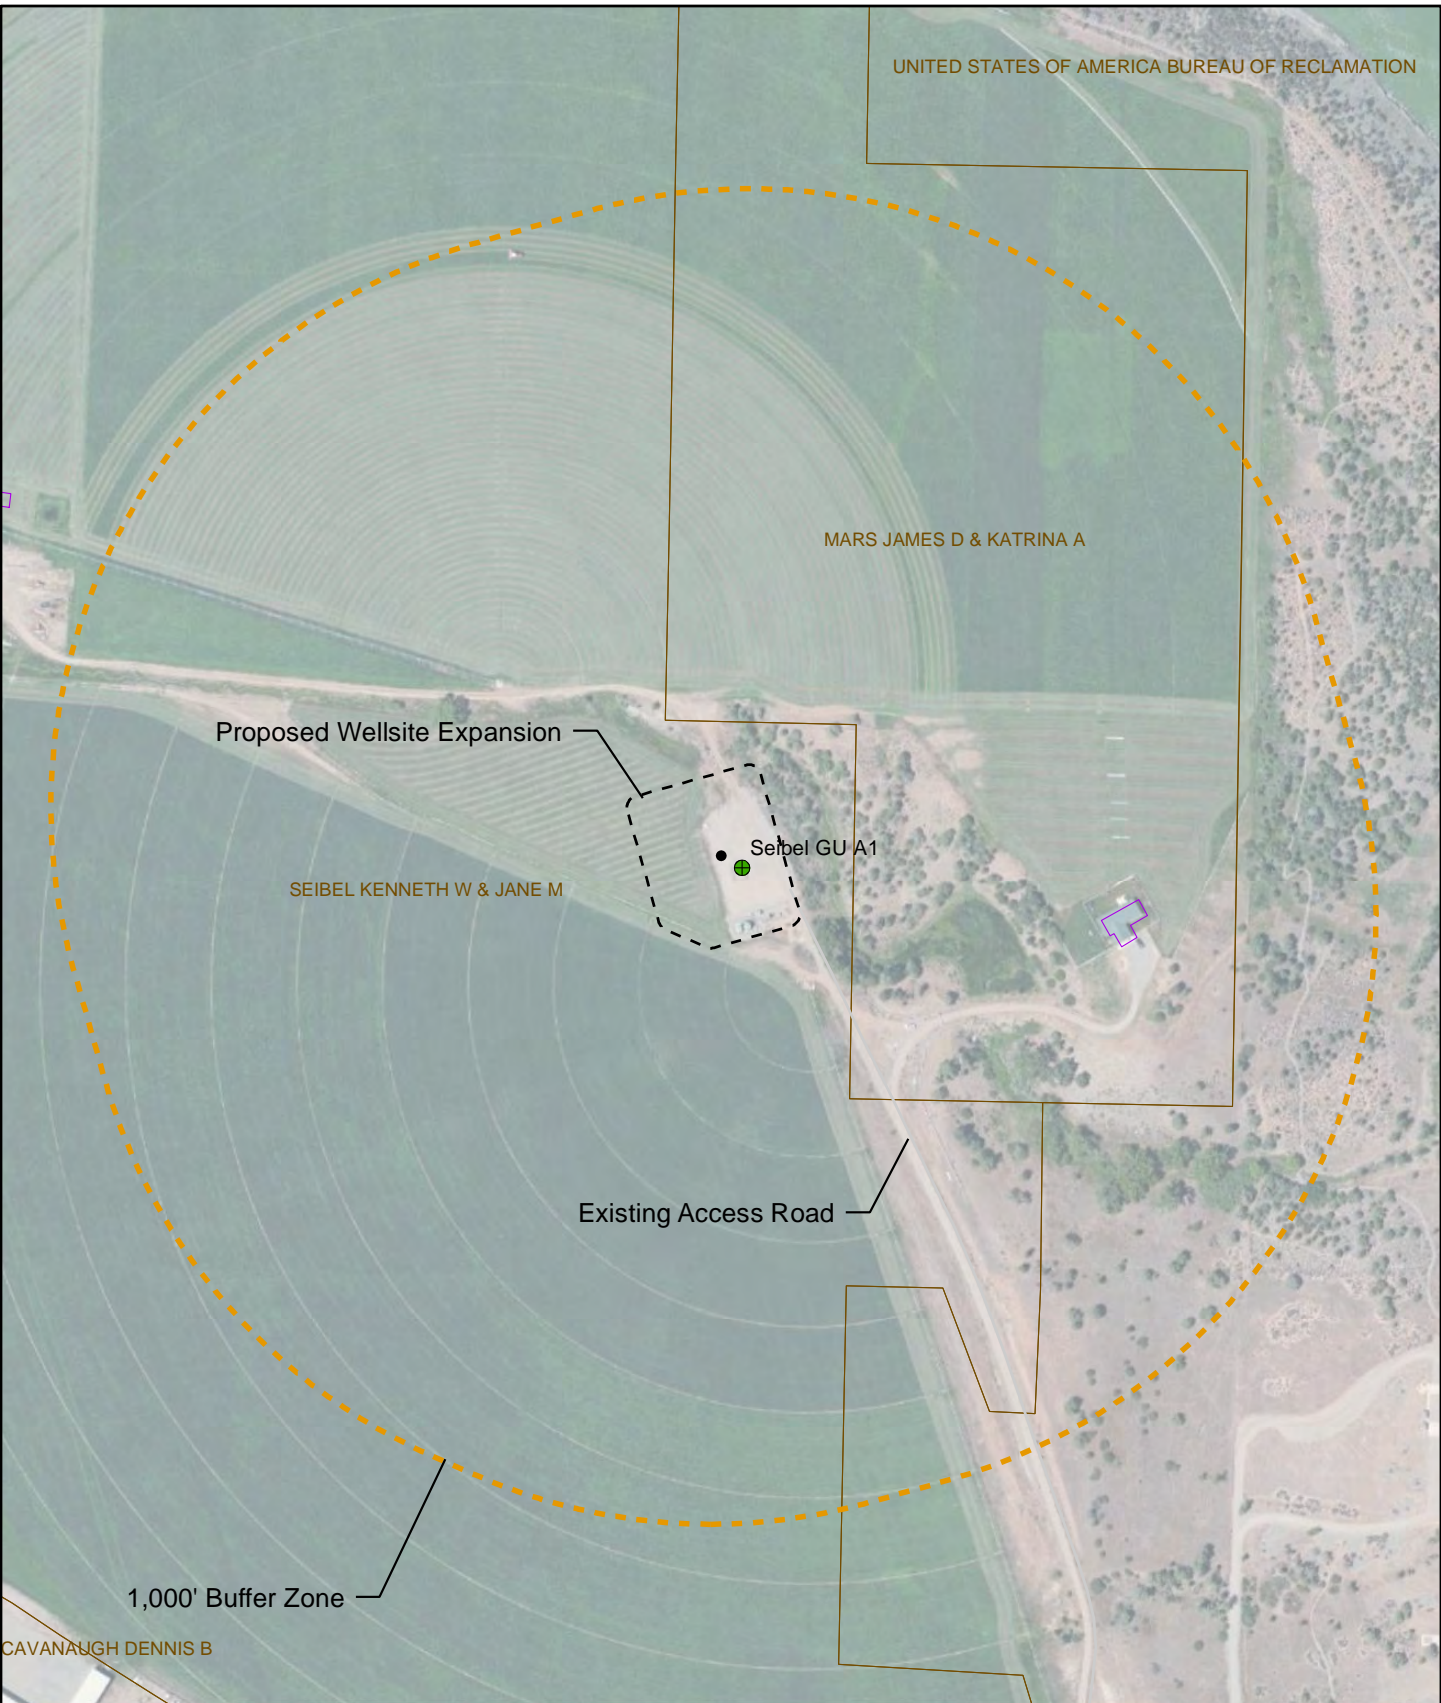 UNITED STATES OF AMERICA BUREAU OF RECLAMATION
MARS JAMES D & KATRINA A
Proposed Wellsite Expansion
Seibel GU A1
SEIBEL KENNETH W & JANE M
Existing Access Road
1,000' Buffer Zone
CAVANAUGH DENNIS B